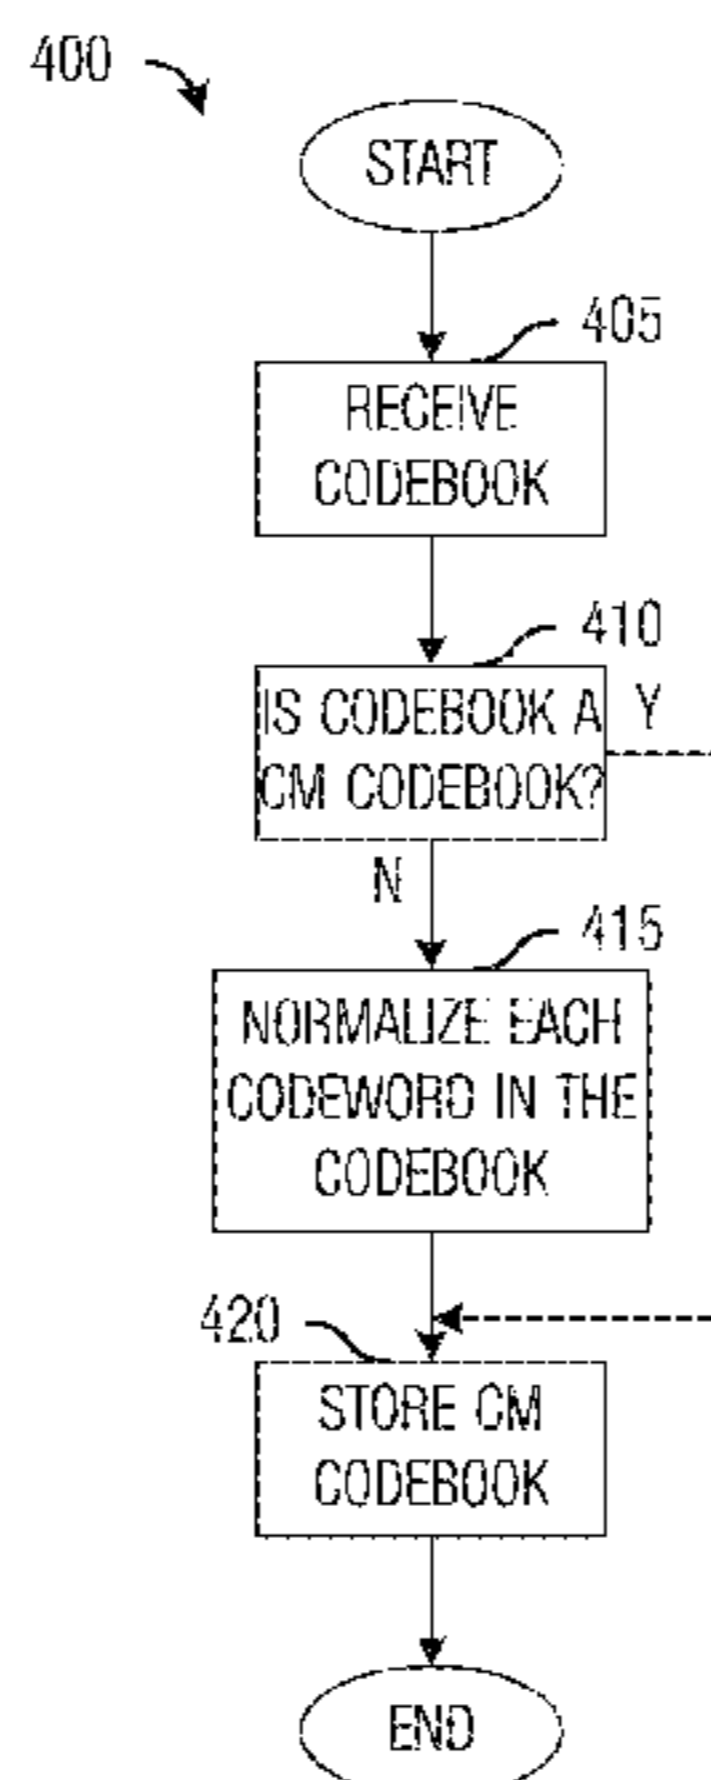 400
START
405
RECEIVE
CODEBOOK
410
IS CODEBOOK A
CM CODEBOOK?
Y
N
415
NORMALIZE EACH
CODEWORD IN THE
CODEBOOK
420
STORE CM
CODEBOOK
END